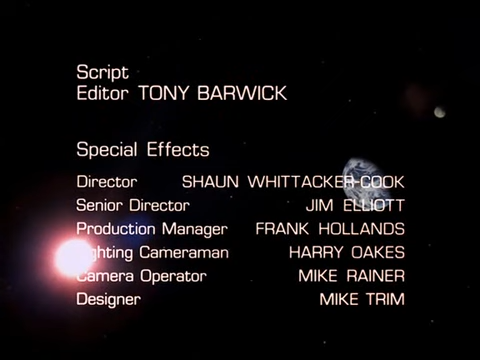 Script
Editor TONY BARWICK
Special Effects
Director SHAUN WHITTACKER-COOK
Senior Director JIM ELLIOTT
Production Manager FRANK HOLLANDS
Lighting Cameraman HARRY OAKES
Camera Operator MIKE RAINER
Designer MIKE TRIM